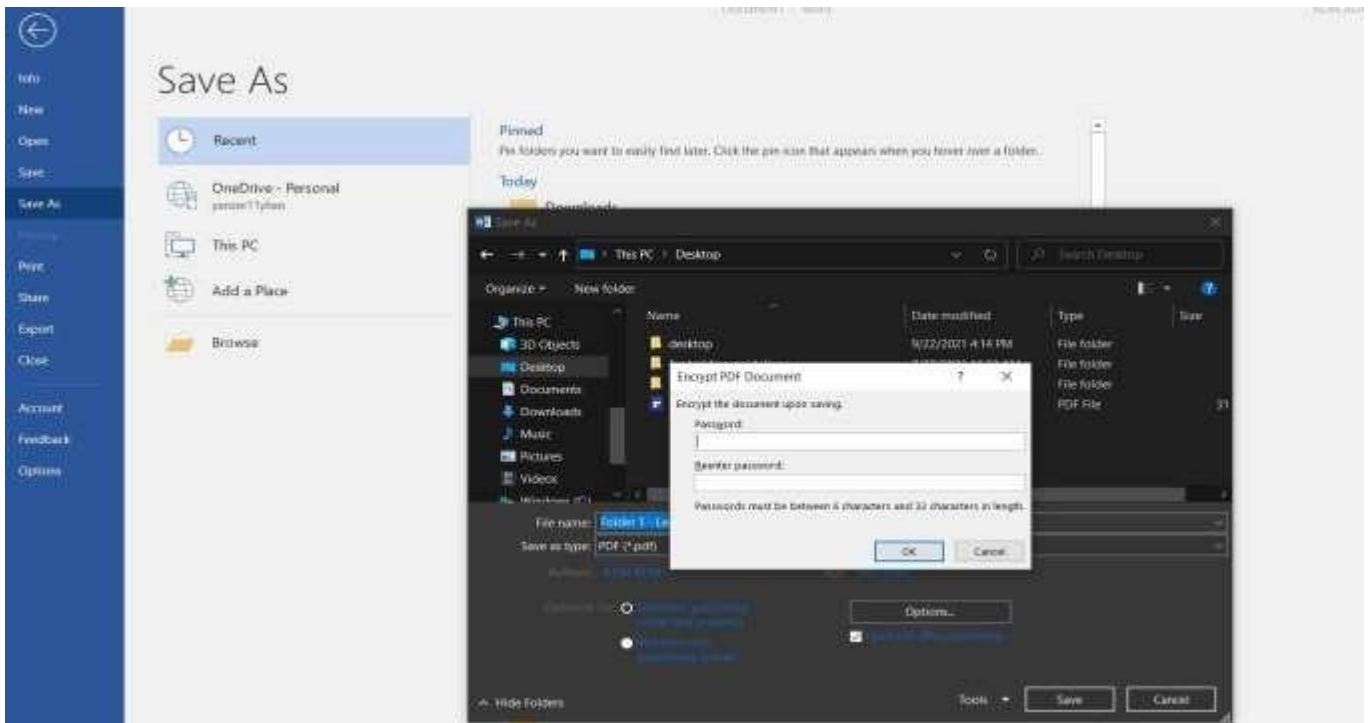 Info
New
Open
Save
Save As
Print
Share
Export
Close
Account
Feedback
Options
Save As
Recent
OneDrive - Personal
This PC
Add a Place
Browse
Pinned
Pin folders you want to easily find later. Click the pin icon that appears when you hover over a folder.
Today
Downloads
Save As
This PC › Desktop
Search Desktop
Organize
New folder
Name
Date modified
Type
Size
This PC
3D Objects
Desktop
Documents
Downloads
Music
Pictures
Videos
desktop
9/22/2021 4:14 PM
File folder
File folder
File folder
PDF File
31
Encrypt PDF Document
?
Encrypt the document upon saving.
Password:
Reenter password:
Passwords must be between 6 characters and 32 characters in length.
OK
Cancel
File name:
Folder 1 - Le
Save as type:
PDF (*.pdf)
Options...
Hide Folders
Tools
Save
Cancel